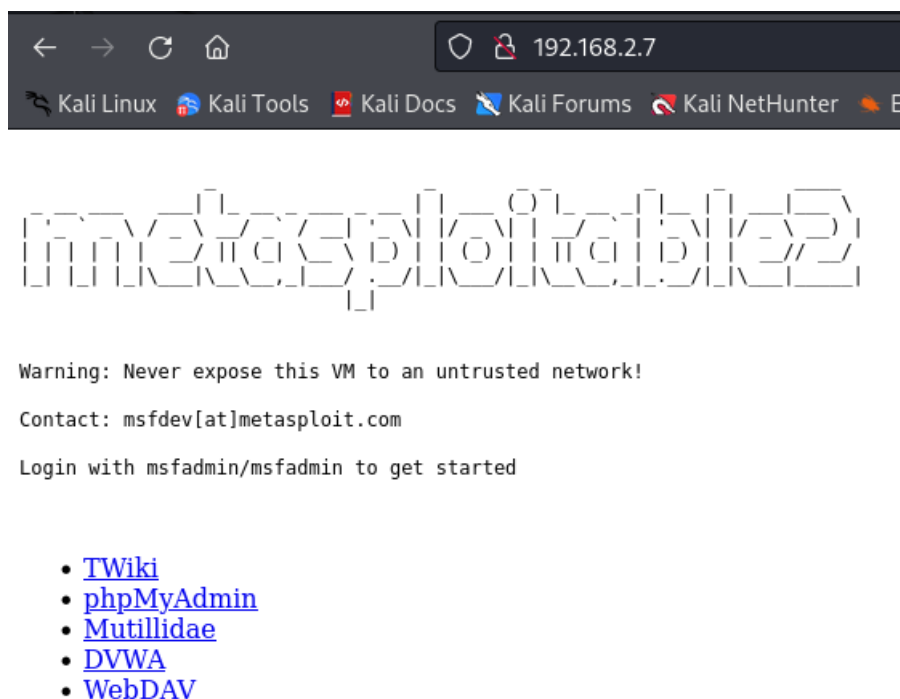 192.168.2.7
Kali Linux Kali Tools Kali Docs Kali Forums Kali NetHunter E
metasploitable2
Warning: Never expose this VM to an untrusted network!
Contact: msfdev[at]metasploit.com
Login with msfadmin/msfadmin to get started
TWiki
phpMyAdmin
Mutillidae
DVWA
WebDAV